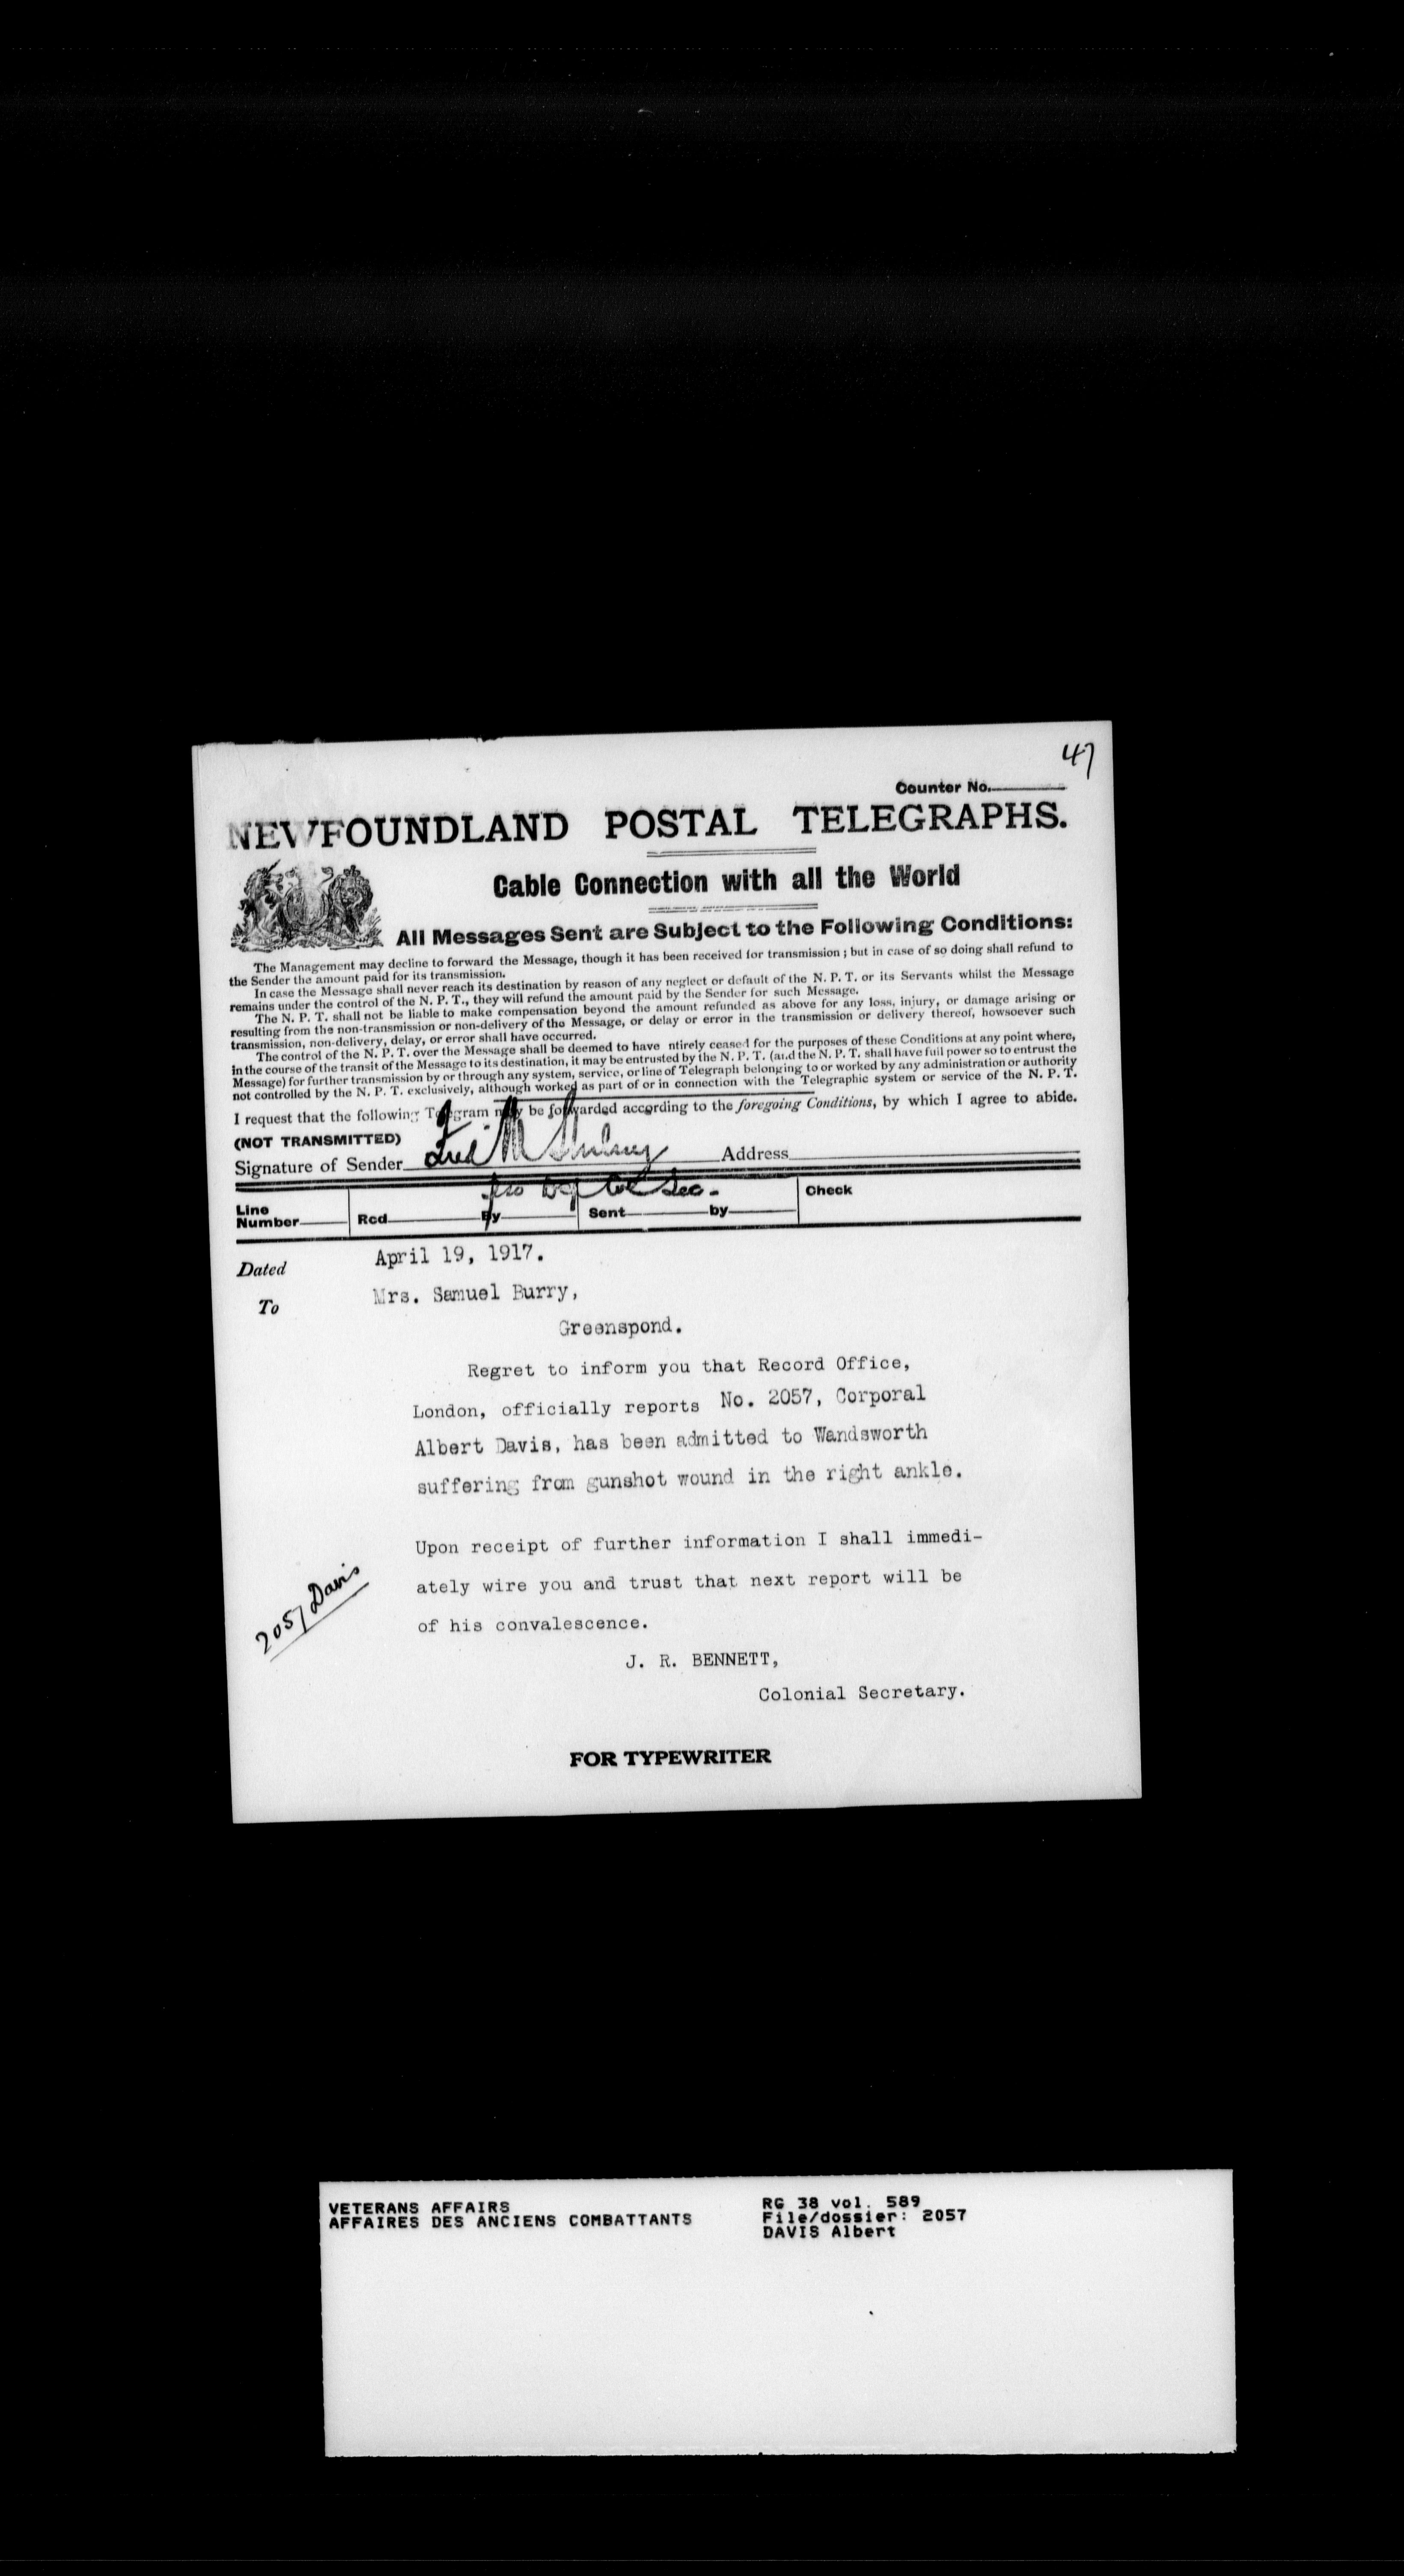 47
Counter No.
NEWFOUNDLAND POSTAL TELEGRAPHS.
Cable Connection with all the World
All Messages Sent are Subject to the Following Conditions:
The Management may decline to forward the Message, though it has been received for transmission; but in case of so doing shall refund to
the Sender the amount paid for its transmission.
In case the Message shall never reach its destination by reason of any neglect or default of the N. P. T. or its Servants whilst the Message
remains under the control of the N. P. T., they will refund the amount paid by the Sender for such Message.
The N. P. T. shall not be liable to make compensation beyond the amount refunded as above for any loss, injury, or damage arising or
resulting from the non-transmission or non-delivery of the Message, or delay or error in the transmission or delivery thereof, howsoever such
transmission, non-delivery, delay, or error shall have occurred.
The control of the N. P. T. over the Message shall be deemed to have ntirely ceased for the purposes of these Conditions at any point where,
in the course of the transit of the Message to its destination, it may be entrusted by the N. P. T. (and the N. P. T. shall have full power so to entrust the
Message) for further transmission by or through any system, service, or line of Telegraph belonging to or worked by any administration or authority
not controlled by the N. P. T. exclusively, although worked as part of or in connection with the Telegraphic system or service of the N. P. T.
I request that the following Telegram may be forwarded according to the foregoing Conditions, by which I agree to abide.
(NOT TRANSMITTED)
Signature of Sender Address
Col Sec.
Line Number Rcd. By Sent by Check
Dated April 19, 1917.
To Mrs. Samuel Burry,
Greenspond.
Regret to inform you that Record Office,
London, officially reports No. 2057, Corporal
Albert Davis, has been admitted to Wandsworth
suffering from gunshot wound in the right ankle.
Upon receipt of further information I shall immedi-
ately wire you and trust that next report will be
of his convalescence.
2057 Davis
J. R. BENNETT,
Colonial Secretary.
FOR TYPEWRITER
VETERANS AFFAIRS
AFFAIRES DES ANCIENS COMBATTANTS
RG 38 vol. 589
File/dossier: 2057
DAVIS Albert